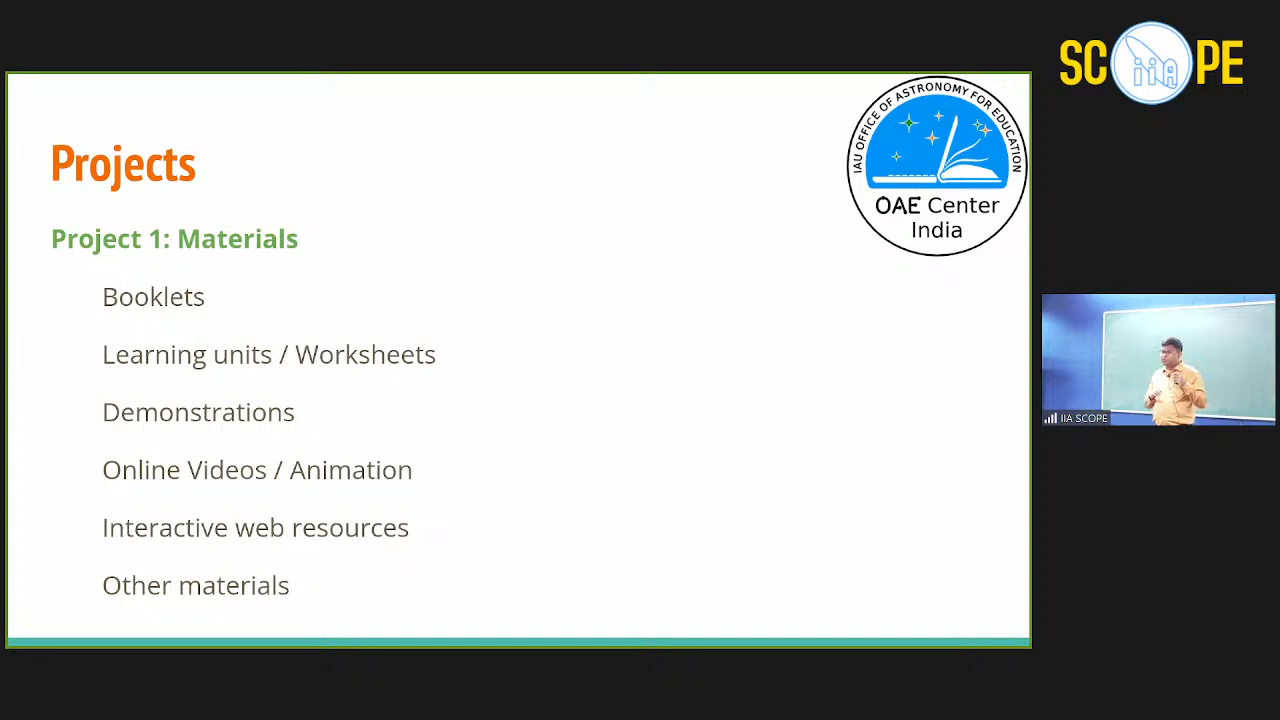 SC iiA PE
IAU OFFICE OF ASTRONOMY FOR EDUCATION
OAE Center
India
Projects
Project 1: Materials
Booklets
Learning units / Worksheets
Demonstrations
Online Videos / Animation
Interactive web resources
Other materials
IIA SCOPE